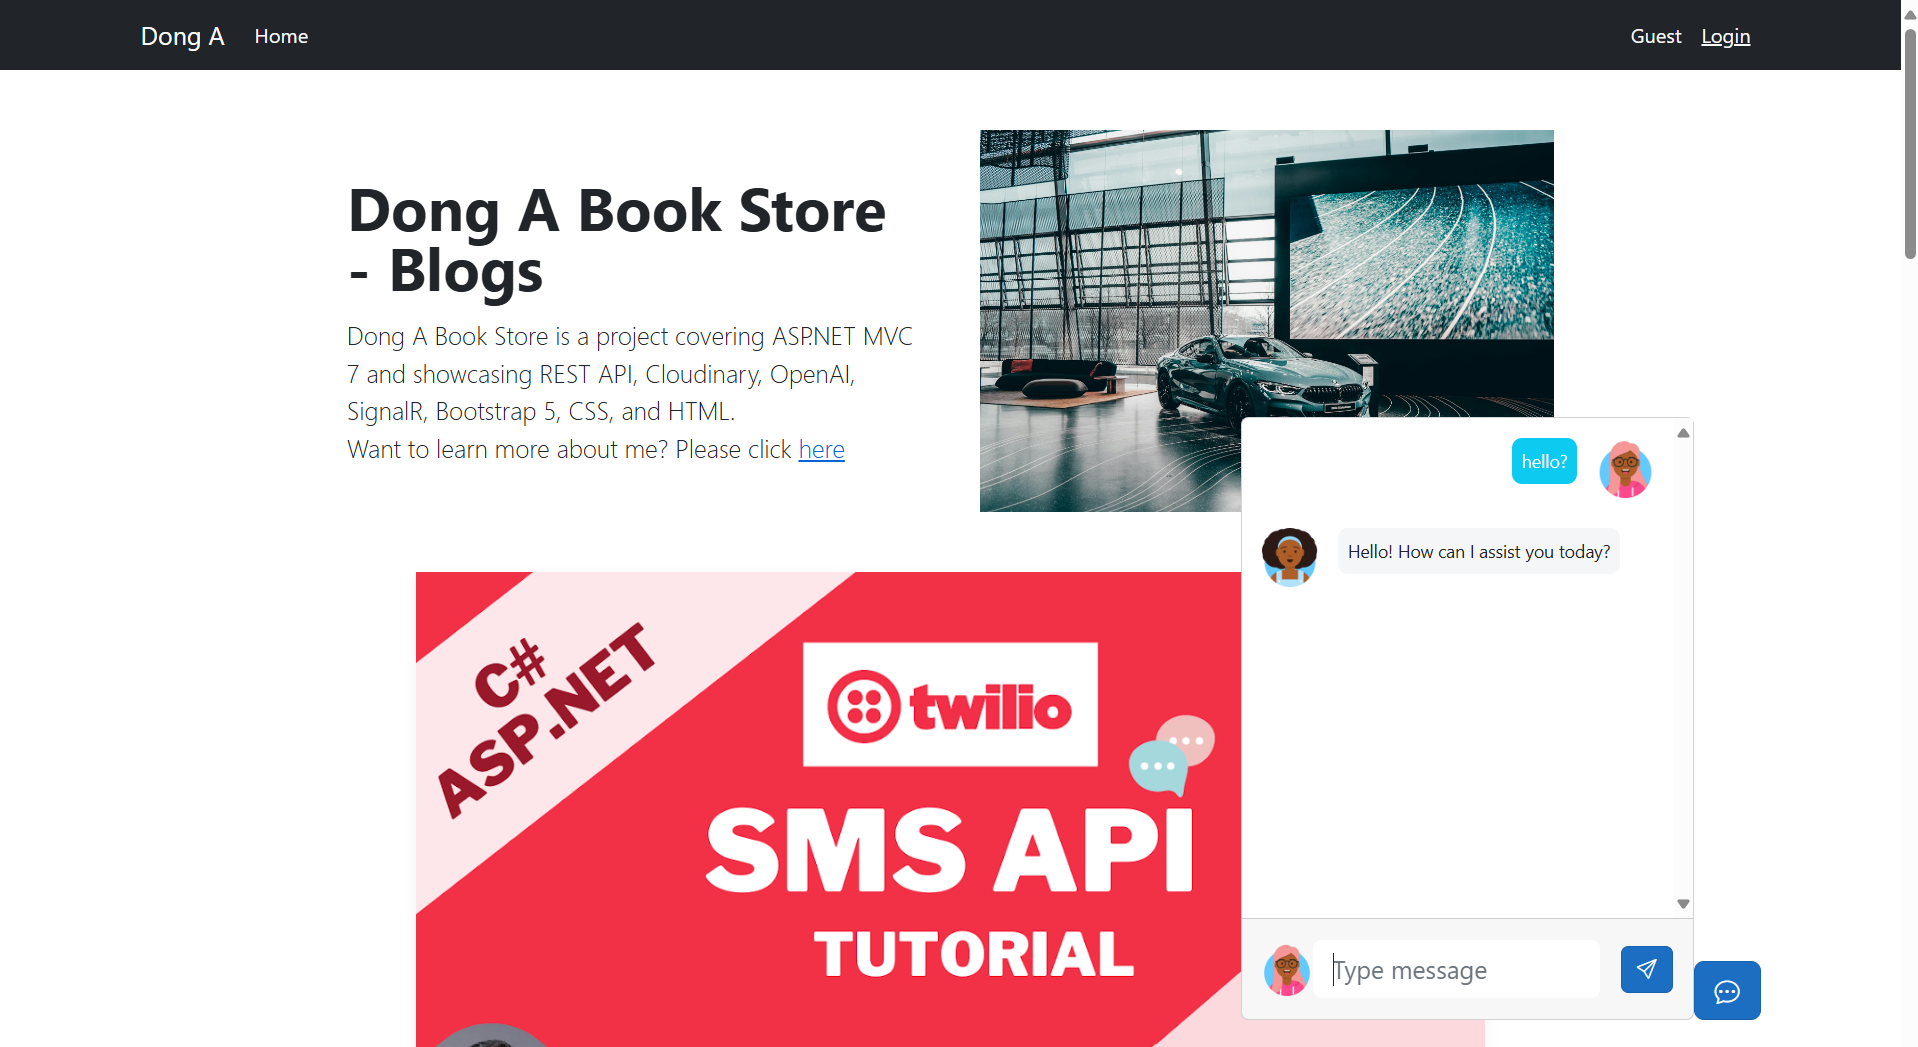 Dong A Home Guest Login
Dong A Book Store
- Blogs
Dong A Book Store is a project covering ASP.NET MVC
7 and showcasing REST API, Cloudinary, OpenAI,
SignalR, Bootstrap 5, CSS, and HTML.
Want to learn more about me? Please click here
C#
ASP.NET
twilio
SMS API
TUTORIAL
hello?
Hello! How can I assist you today?
Type message